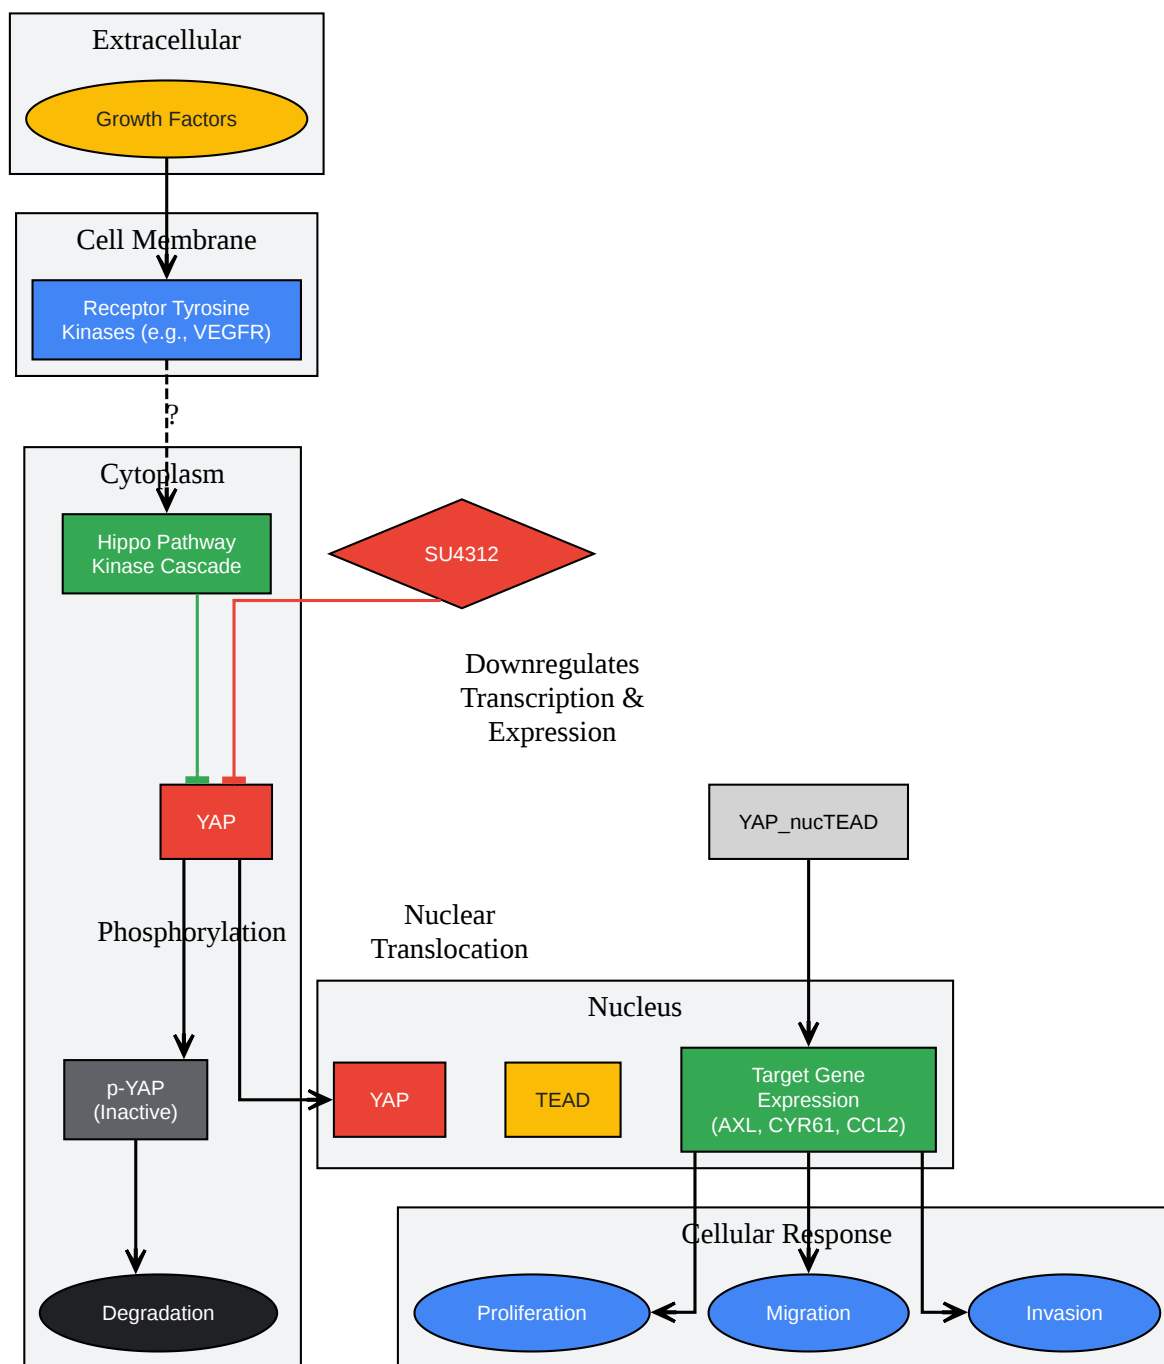 Extracellular
Growth Factors
Cell Membrane
Receptor Tyrosine
Kinases (e.g., VEGFR)
?
Cytoplasm
Hippo Pathway
Kinase Cascade
SU4312
Downregulates
Transcription &
Expression
YAP
YAP_nucTEAD
Phosphorylation
Nuclear
Translocation
Nucleus
p-YAP
(Inactive)
YAP
TEAD
Target Gene
Expression
(AXL, CYR61, CCL2)
Cellular Response
Degradation
Proliferation
Migration
Invasion